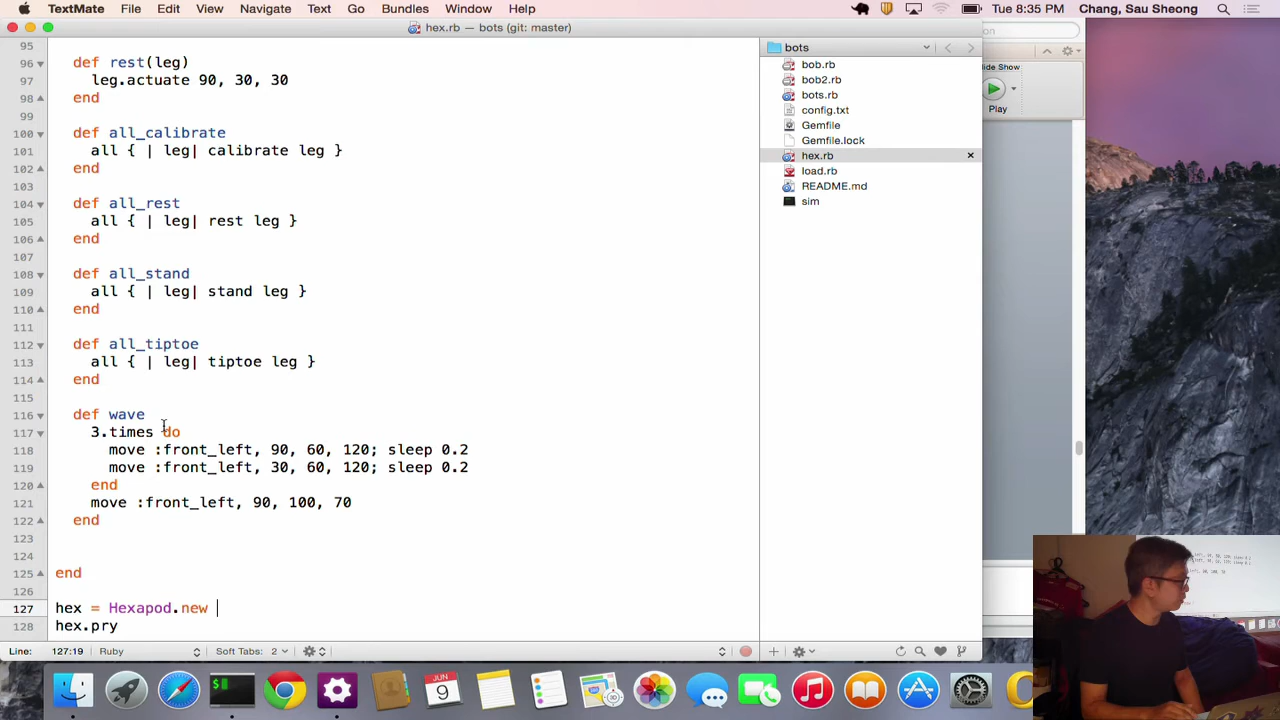 TextMate File Edit View Navigate Text Go Bundles Window Help Tue 8:35 PM Chang, Sau Sheong
hex.rb — bots (git: master)
95
96 def rest(leg)
97 leg.actuate 90, 30, 30
98 end
99
100 def all_calibrate
101 all { | leg| calibrate leg }
102 end
103
104 def all_rest
105 all { | leg| rest leg }
106 end
107
108 def all_stand
109 all { | leg| stand leg }
110 end
111
112 def all_tiptoe
113 all { | leg| tiptoe leg }
114 end
115
116 def wave
117 3.times do
118 move :front_left, 90, 60, 120; sleep 0.2
119 move :front_left, 30, 60, 120; sleep 0.2
120 end
121 move :front_left, 90, 100, 70
122 end
123
124
125 end
126
127 hex = Hexapod.new
128 hex.pry
bots
bob.rb
bob2.rb
bots.rb
config.txt
Gemfile
Gemfile.lock
hex.rb
load.rb
README.md
sim
lide Show
Play
Line: 127:19 Ruby Soft Tabs: 2
JUN
9